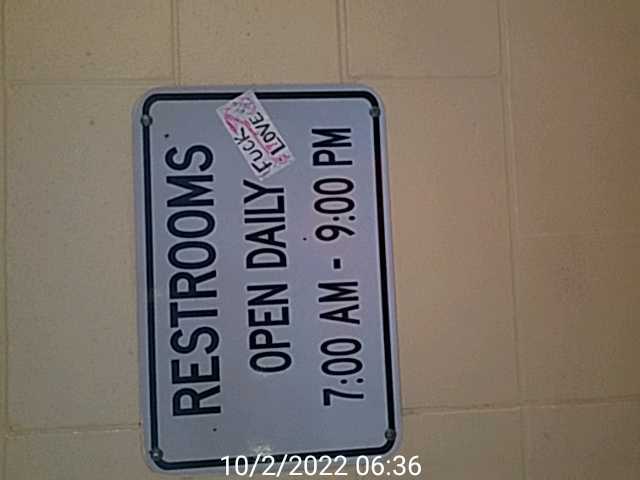 RESTROOMS
OPEN DAILY
7:00 AM - 9:00 PM
FUCK
LOVE
10/2/2022 06:36